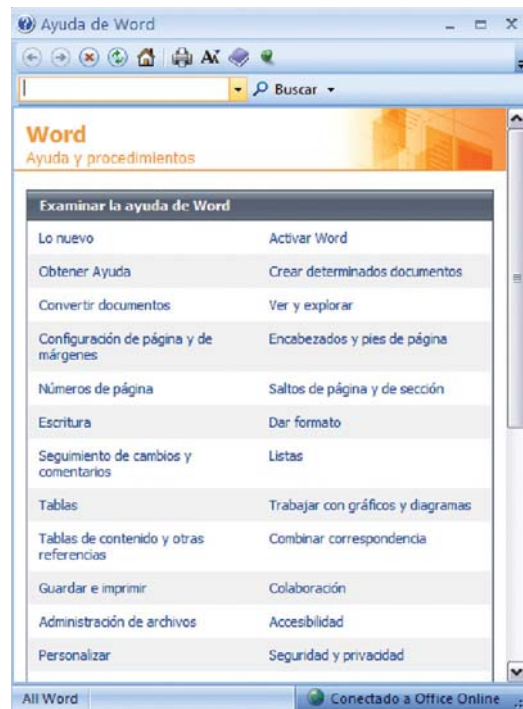 Ayuda de Word
Buscar
Word
Ayuda y procedimientos
Examinar la ayuda de Word
Lo nuevo Activar Word
Obtener Ayuda Crear determinados documentos
Convertir documentos Ver y explorar
Configuración de página y de Encabezados y pies de página
márgenes
Números de página Saltos de página y de sección
Escritura Dar formato
Seguimiento de cambios y Listas
comentarios
Tablas Trabajar con gráficos y diagramas
Tablas de contenido y otras Combinar correspondencia
referencias
Guardar e imprimir Colaboración
Administración de archivos Accesibilidad
Personalizar Seguridad y privacidad
All Word Conectado a Office Online